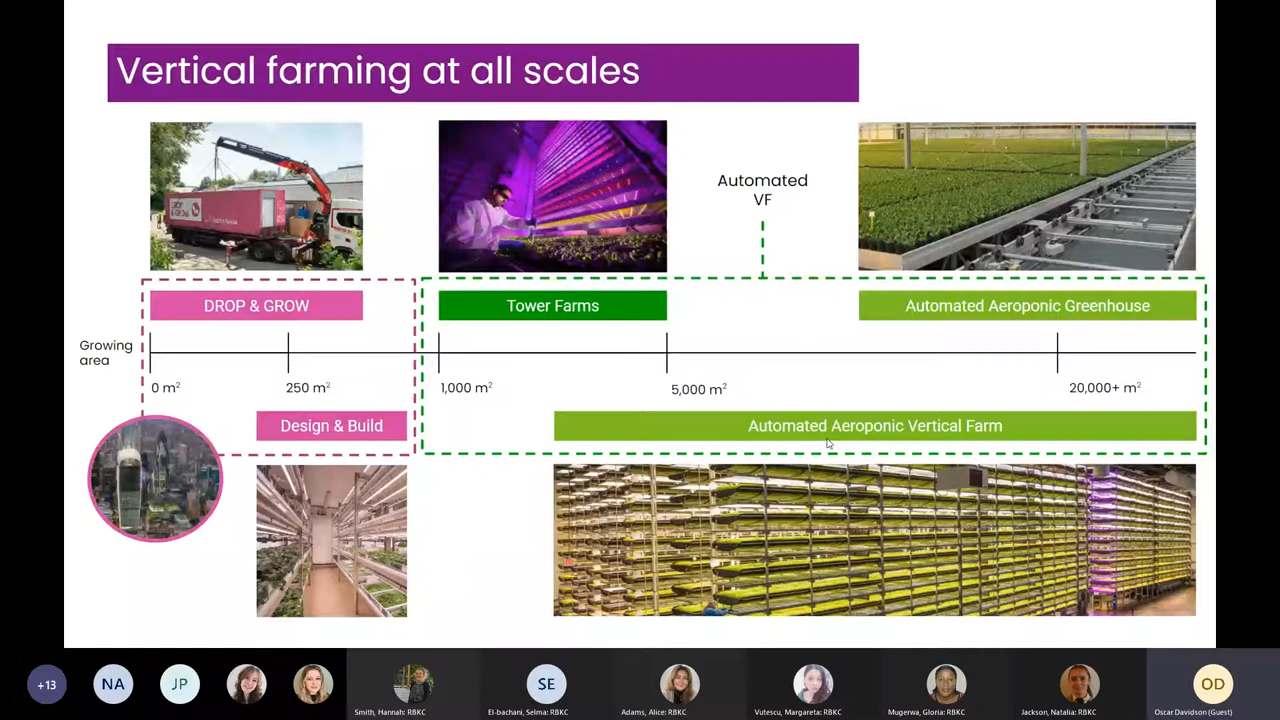 Vertical farming at all scales
Automated
VF
DROP
& GROW
DROP & GROW
Tower Farms
Automated Aeroponic Greenhouse
Growing
area
0 m²
250 m²
1,000 m²
5,000 m²
20,000+ m²
Design & Build
Automated Aeroponic Vertical Farm
+13
NA
JP
SE
OD
Smith, Hannah: RBKC
El-bachani, Selma: RBKC
Adams, Alice: RBKC
Vutescu, Margareta: RBKC
Mugerwa, Gloria: RBKC
Jackson, Natalia: RBKC
Oscar Davidson (Guest)